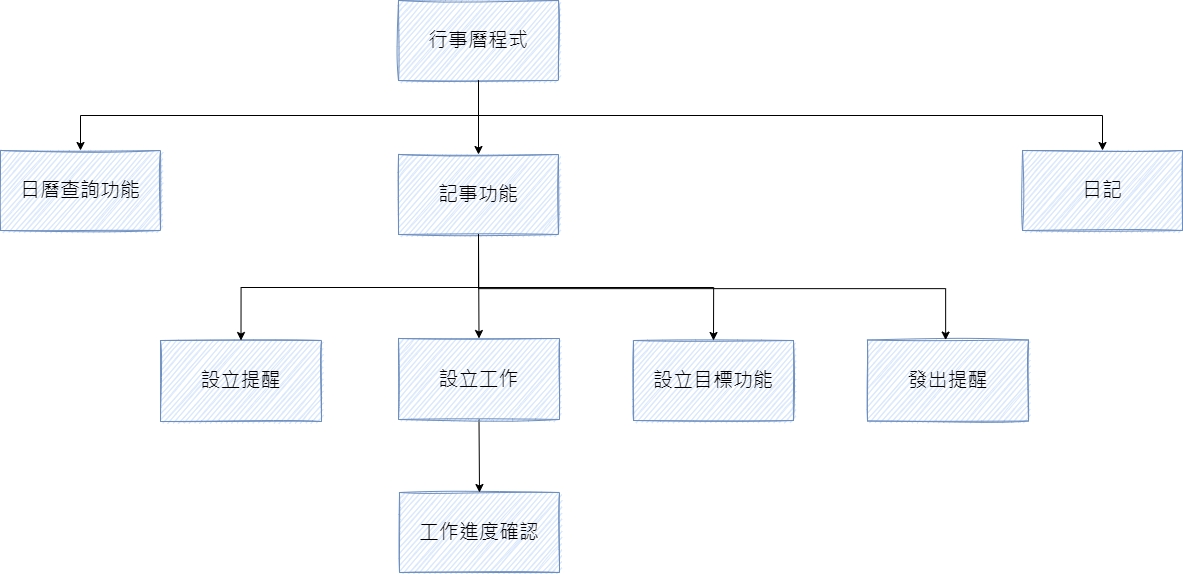 行事曆程式
日曆查詢功能
記事功能
日記
設立提醒
設立工作
設立目標功能
發出提醒
工作進度確認